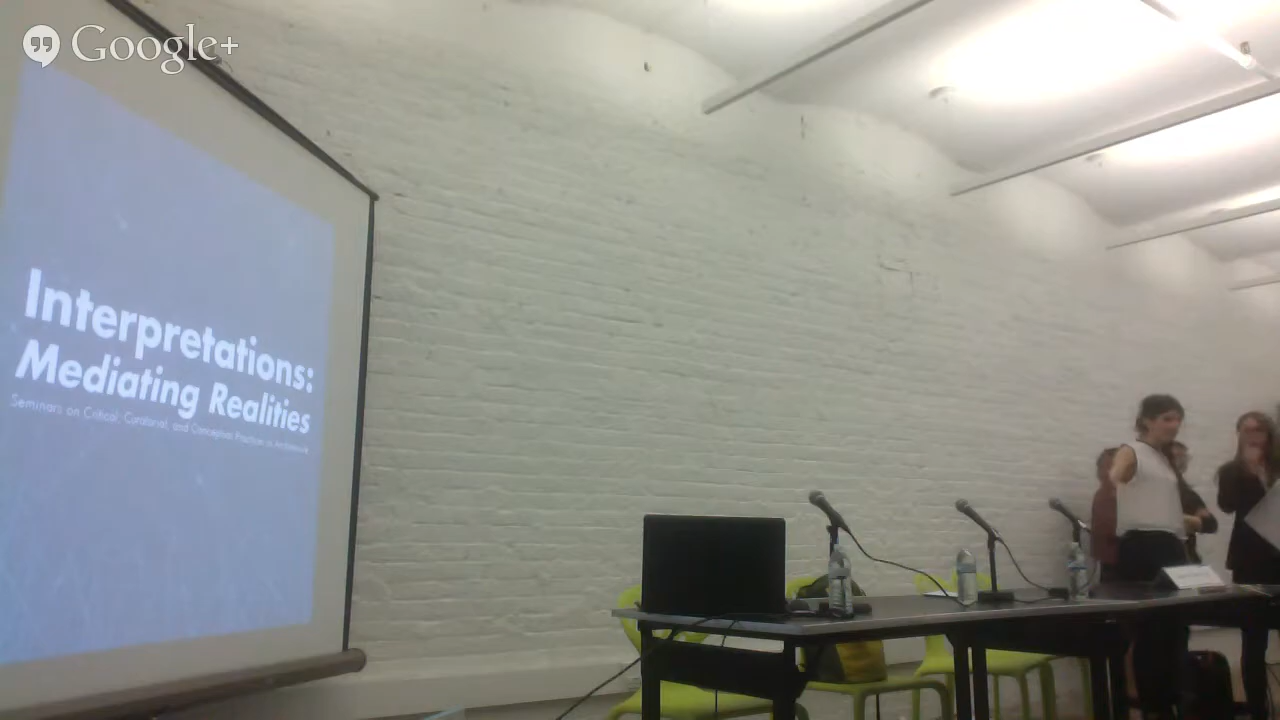 Google+
Interpretations:
Mediating Realities
Seminars on Critical, Curatorial, and Conceptual Practices in Architecture